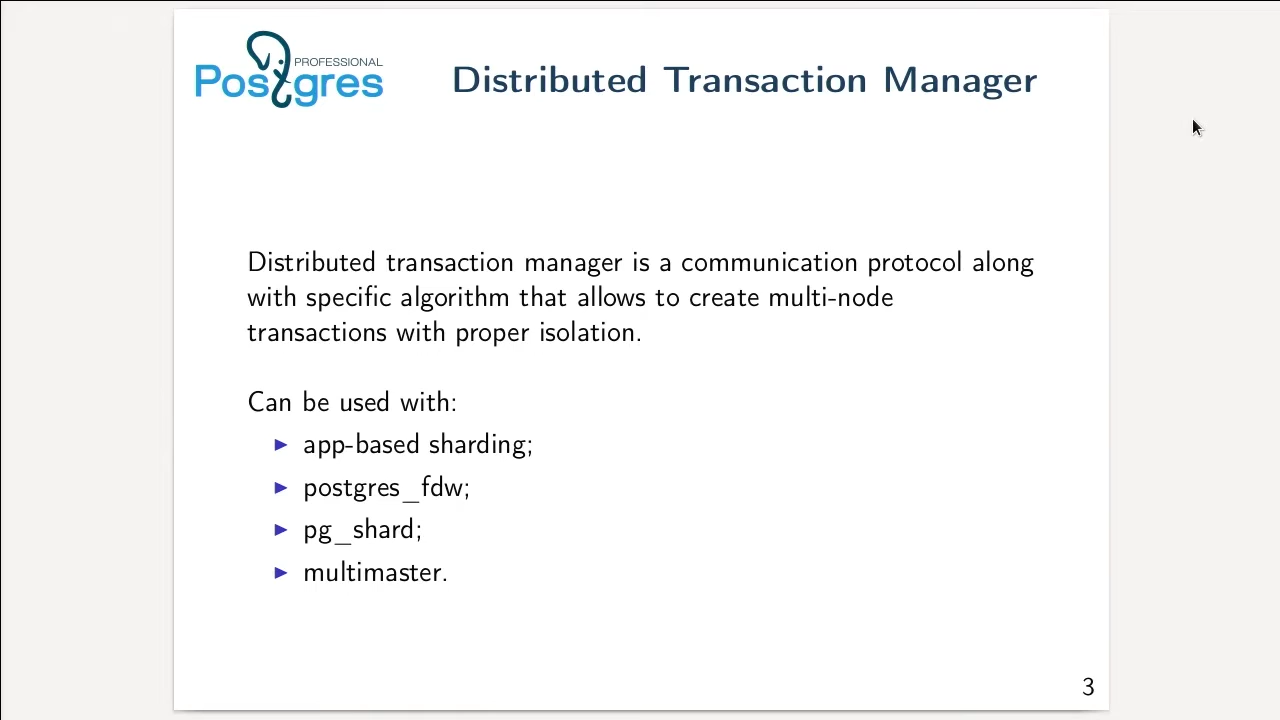 PROFESSIONAL
Postgres
Distributed Transaction Manager
Distributed transaction manager is a communication protocol along
with specific algorithm that allows to create multi-node
transactions with proper isolation.
Can be used with:
► app-based sharding;
► postgres_fdw;
► pg_shard;
► multimaster.
3